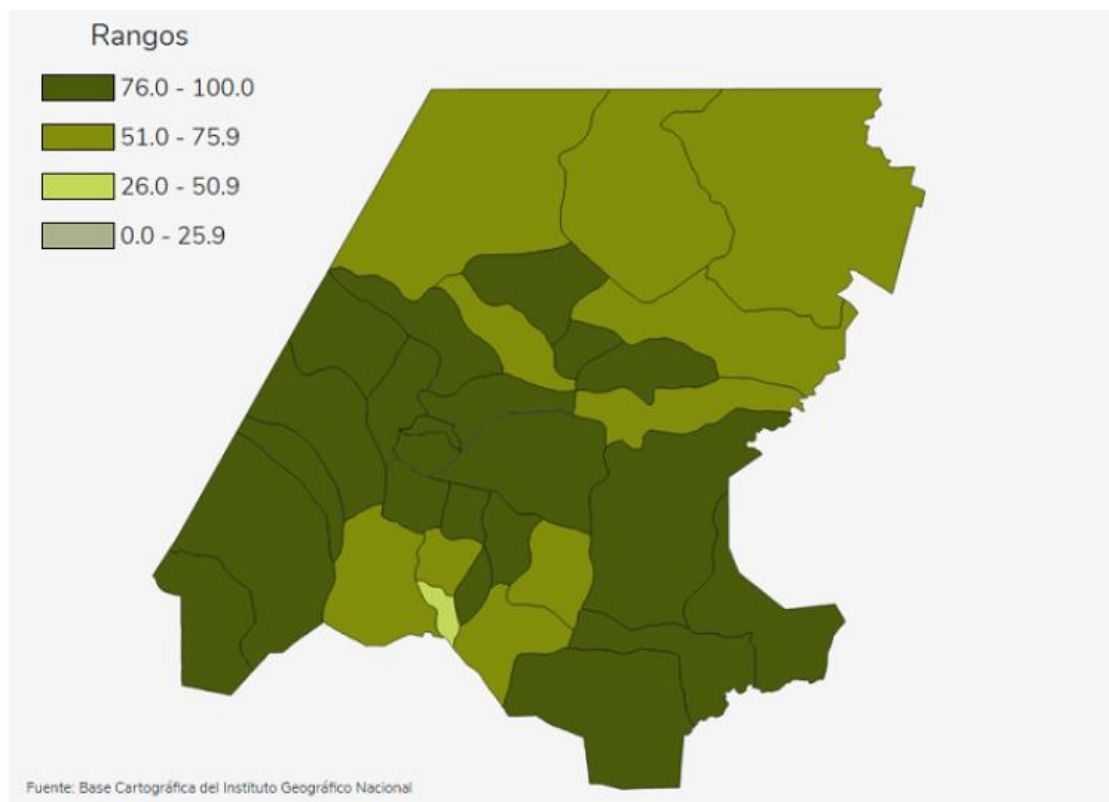 Rangos
76.0 - 100.0
51.0 - 75.9
26.0 - 50.9
0.0 - 25.9
Fuente: Base Cartográfica del Instituto Geográfico Nacional